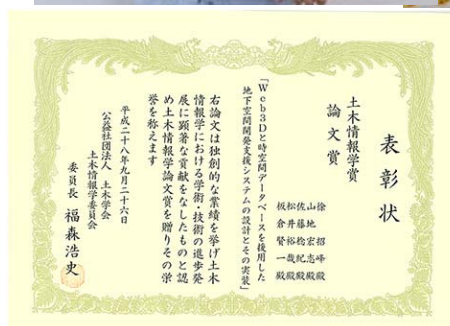 表彰状
土木情報学賞
論文賞
徐招峰殿
山地宏志殿
佐藤稔紀殿
松井裕哉殿
板倉賢一殿
「Web3Dと時空間データベースを援用した
地下空間開発支援システムの設計とその実装」
右論文は独創的な業績を挙げ土木
情報学における学術・技術の進歩発
展に顕著な貢献をなしたものと認
め土木情報学論文賞を贈りその栄
誉を称えます
平成二十八年九月二十六日
公益社団法人 土木学会
土木情報学委員会
委員長 福森浩史